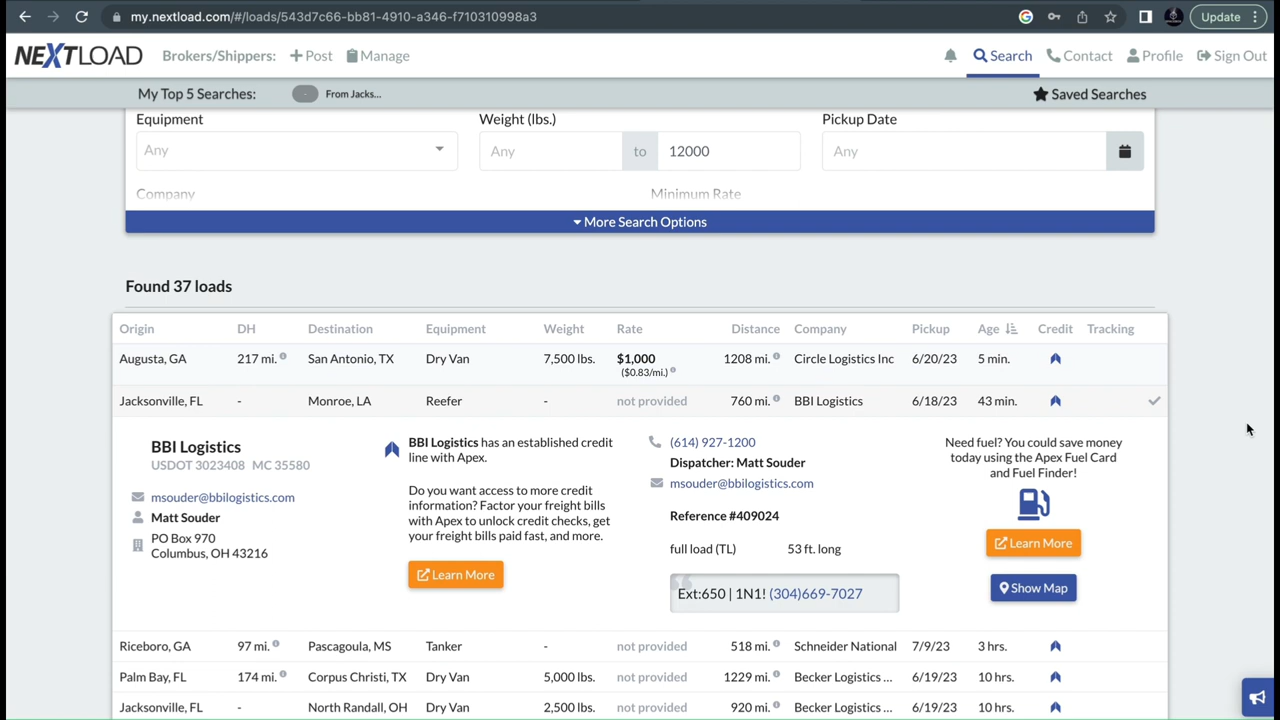 my.nextload.com/#/loads/543d7c66-bb81-4910-a346-f710310998a3
Update
NEXTLOAD Brokers/Shippers: Post Manage Search Contact Profile Sign Out
My Top 5 Searches: From Jacks... Saved Searches
Equipment Weight (lbs.) Pickup Date
Any Any to 12000 Any
Company Minimum Rate
More Search Options
Found 37 loads
Origin DH Destination Equipment Weight Rate Distance Company Pickup Age Credit Tracking
Augusta, GA 217 mi. San Antonio, TX Dry Van 7,500 lbs. $1,000 1208 mi. Circle Logistics Inc 6/20/23 5 min.
($0.83/mi.)
Jacksonville, FL - Monroe, LA Reefer - not provided 760 mi. BBI Logistics 6/18/23 43 min.
BBI Logistics
USDOT 3023408 MC 35580
msouder@bbilogistics.com
Matt Souder
PO Box 970
Columbus, OH 43216
BBI Logistics has an established credit
line with Apex.
Do you want access to more credit
information? Factor your freight bills
with Apex to unlock credit checks, get
your freight bills paid fast, and more.
Learn More
(614) 927-1200
Dispatcher: Matt Souder
msouder@bbilogistics.com
Reference #409024
full load (TL) 53 ft. long
Ext:650 | 1N1! (304)669-7027
Need fuel? You could save money
today using the Apex Fuel Card
and Fuel Finder!
Learn More
Show Map
Riceboro, GA 97 mi. Pascagoula, MS Tanker - not provided 518 mi. Schneider National 7/9/23 3 hrs.
Palm Bay, FL 174 mi. Corpus Christi, TX Dry Van 5,000 lbs. not provided 1229 mi. Becker Logistics ... 6/19/23 10 hrs.
Jacksonville, FL - North Randall, OH Dry Van 2,500 lbs. not provided 920 mi. Becker Logistics ... 6/19/23 10 hrs.